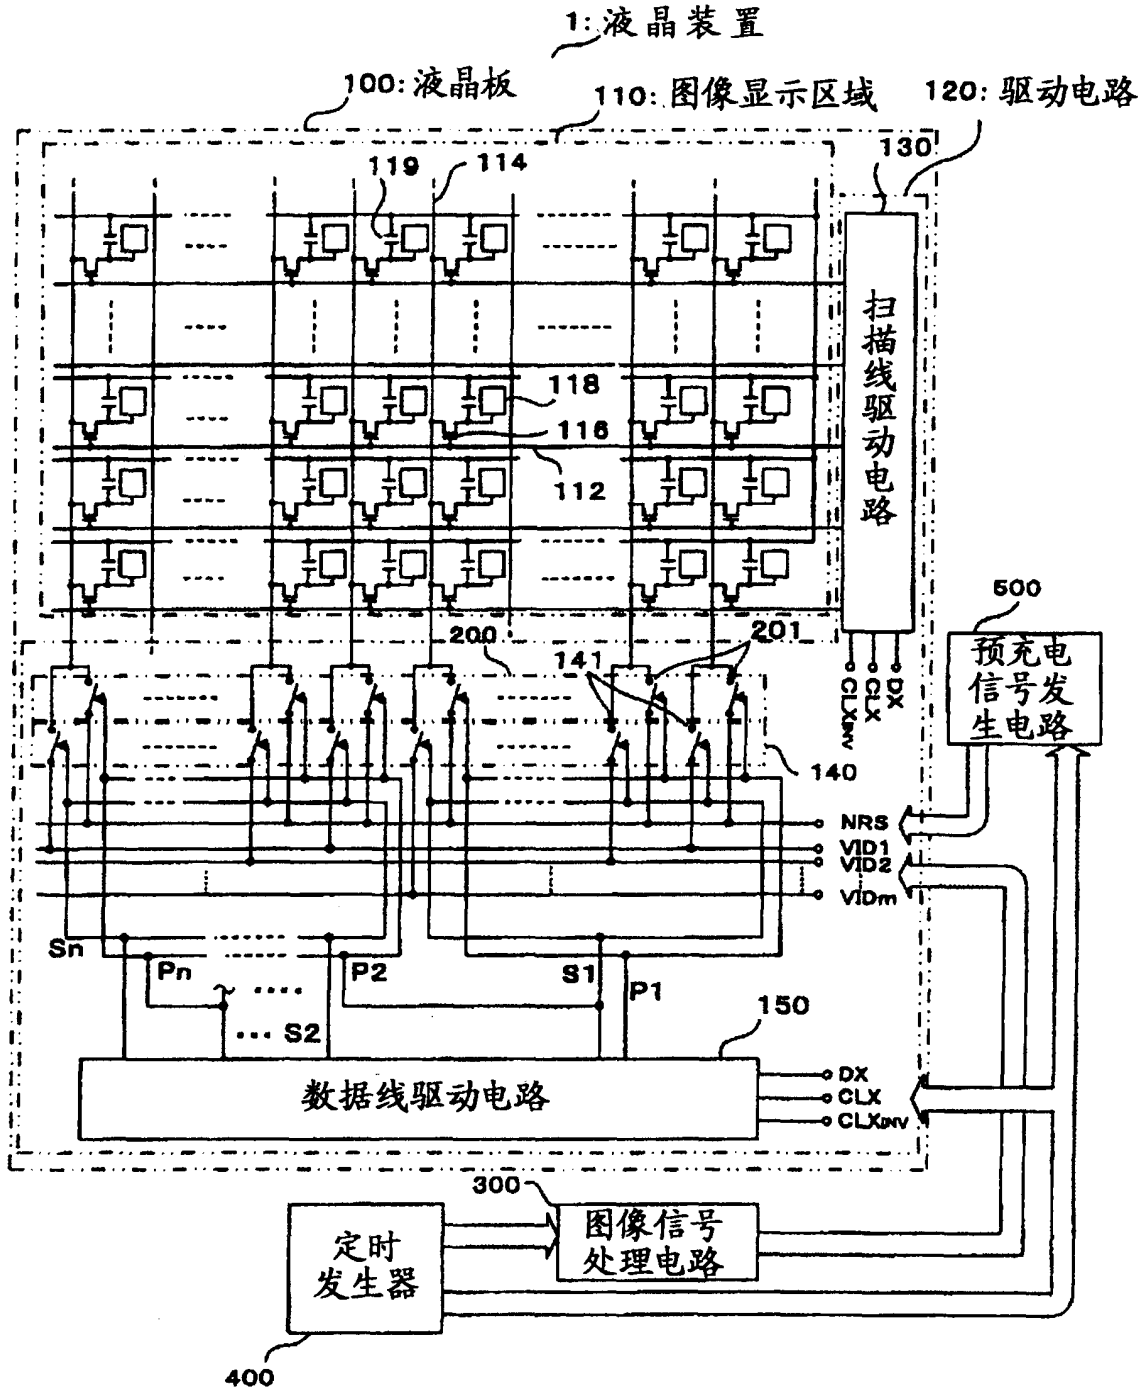 1:液晶装置
100:液晶板
110:图像显示区域
120:驱动电路
130
119
114
扫描线驱动电路
118
116
112
500
预充电
信号发
生电路
200
201
141
CLXINV
CLX
DX
140
NRS
VID1
VID2
VIDm
Sn
Pn
P2
S1
P1
S2
150
数据线驱动电路
DX
CLX
CLXINV
300
图像信号
处理电路
定时
发生器
400